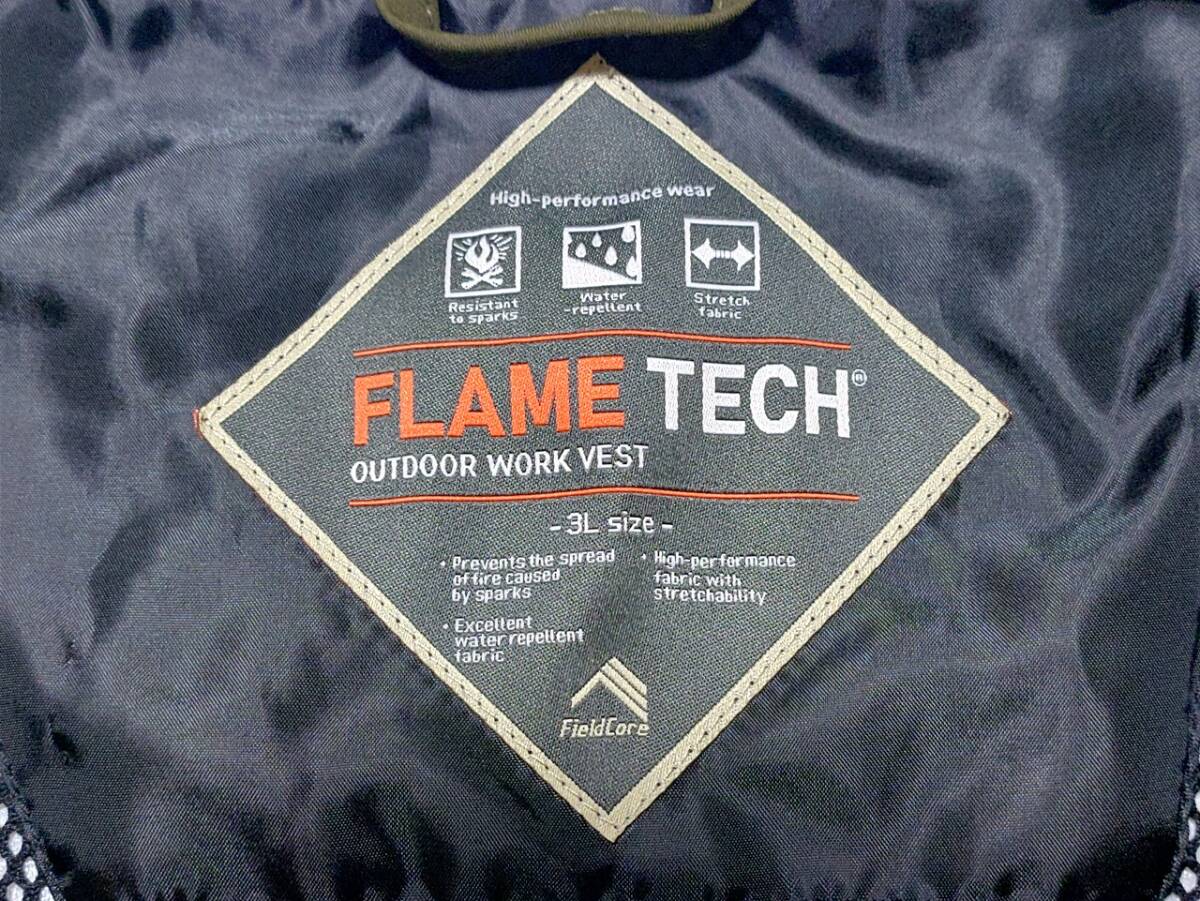 High-performance wear
Resistant
to sparks
Water
-repellent
Stretch
fabric
FLAME TECH®
OUTDOOR WORK VEST
- 3L size -
• Prevents the spread
of fire caused
by sparks
• High-performance
fabric with
stretchability
• Excellent
water repellent
fabric
FieldCore